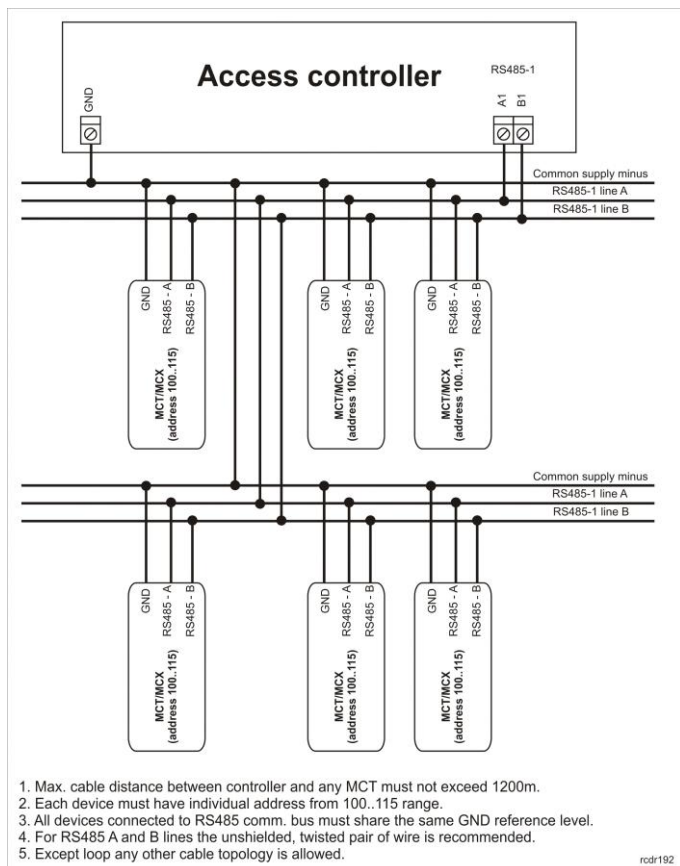 Access controller
RS485-1
GND
A1
B1
Common supply minus
RS485-1 line A
RS485-1 line B
GND
RS485 - A
RS485 - B
MCT/MCX
(address 100..115)
GND
RS485 - A
RS485 - B
MCT/MCX
(address 100..115)
GND
RS485 - A
RS485 - B
MCT/MCX
(address 100..115)
Common supply minus
RS485-1 line A
RS485-1 line B
GND
RS485 - A
RS485 - B
MCT/MCX
(address 100..115)
GND
RS485 - A
RS485 - B
MCT/MCX
(address 100..115)
GND
RS485 - A
RS485 - B
MCT/MCX
(address 100..115)
1. Max. cable distance between controller and any MCT must not exceed 1200m.
2. Each device must have individual address from 100..115 range.
3. All devices connected to RS485 comm. bus must share the same GND reference level.
4. For RS485 A and B lines the unshielded, twisted pair of wire is recommended.
5. Except loop any other cable topology is allowed.
rcdr192